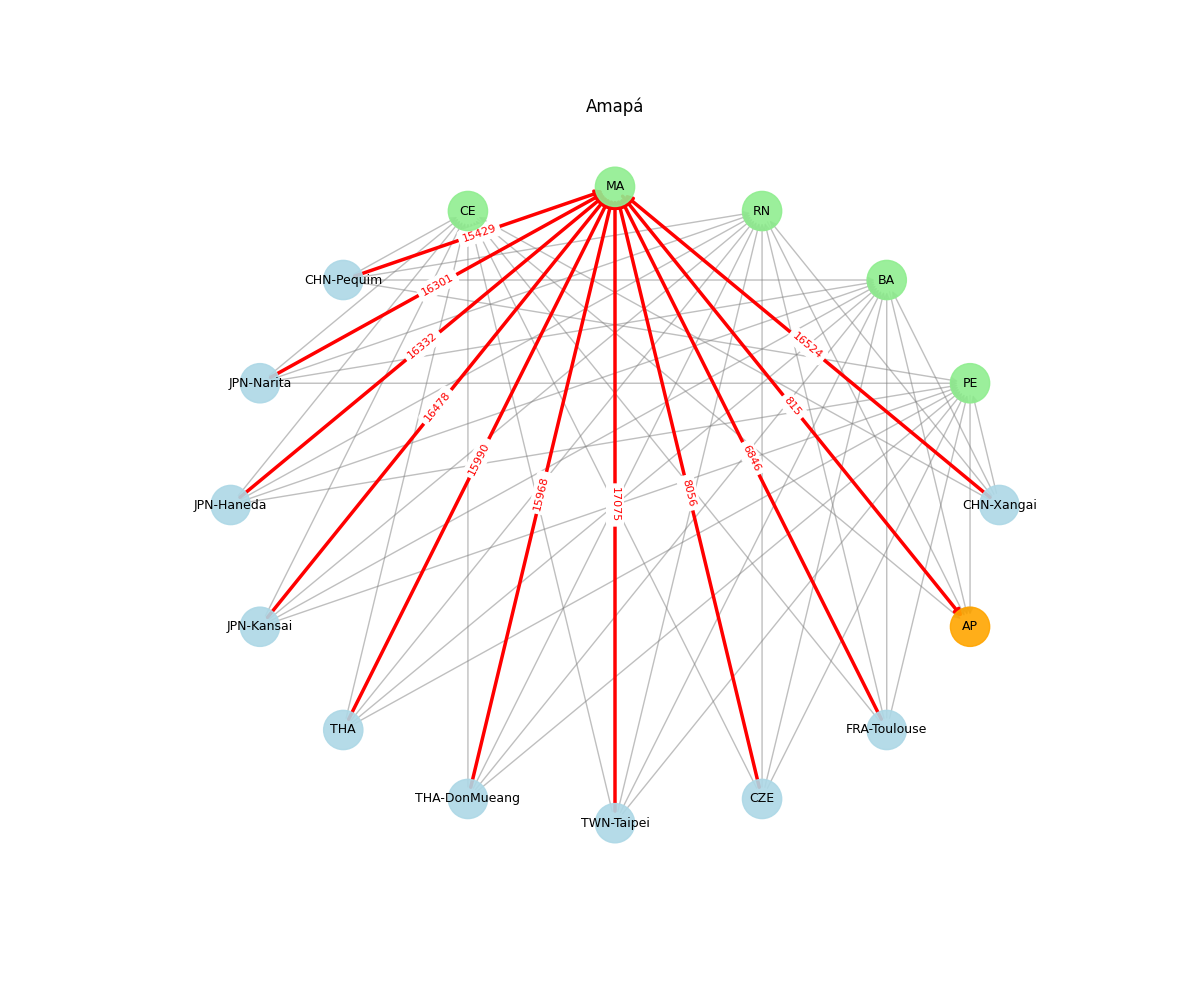 Amapá
MA
CE
RN
15429
CHN-Pequim
BA
16301
16332
16524
JPN-Narita
PE
16478
815
15990
6846
15968
17075
8056
JPN-Haneda
CHN-Xangai
JPN-Kansai
AP
THA
FRA-Toulouse
THA-DonMueang
CZE
TWN-Taipei